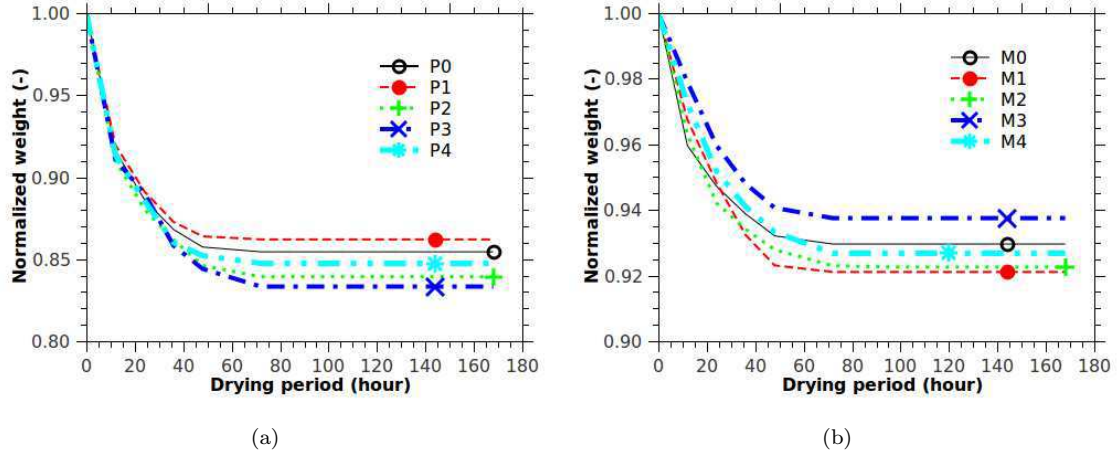 1.00
0.95
0.90
0.85
0.80
Normalized weight (-)
0 20 40 60 80 100 120 140 160 180
Drying period (hour)
P0
P1
P2
P3
P4
(a)
1.00
0.98
0.96
0.94
0.92
0.90
Normalized weight (-)
0 20 40 60 80 100 120 140 160 180
Drying period (hour)
M0
M1
M2
M3
M4
(b)